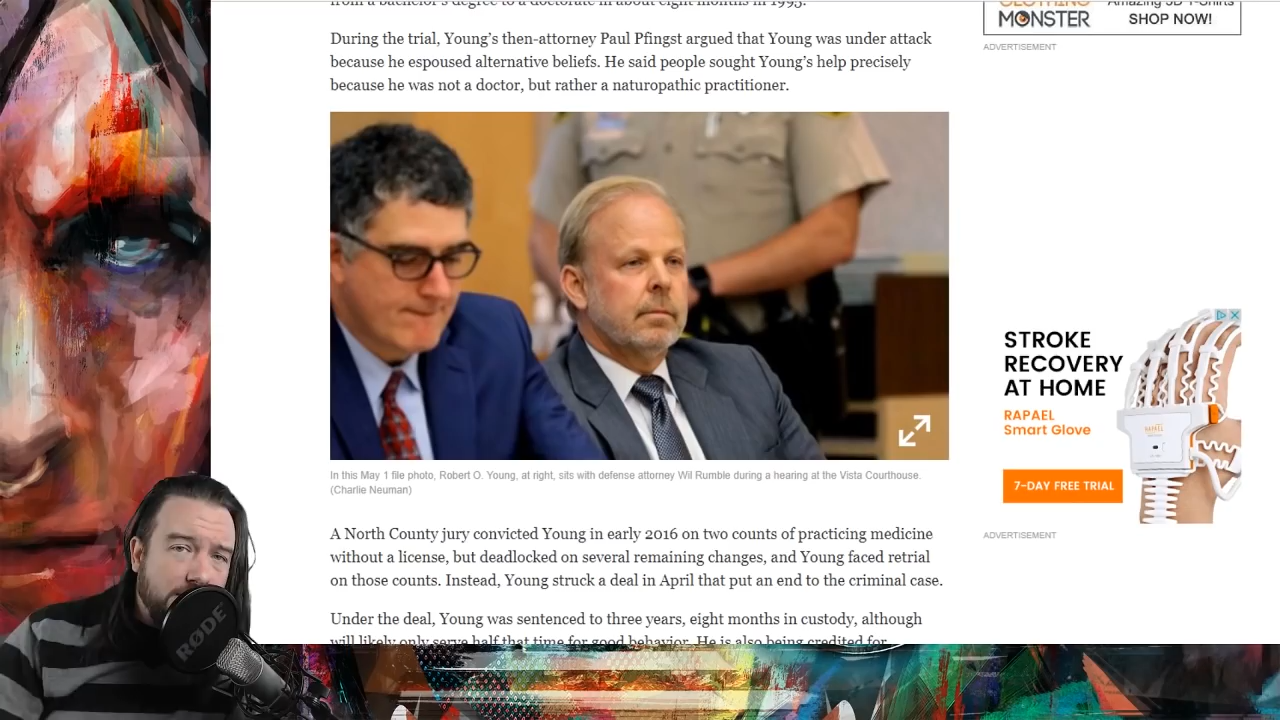 from a bachelor's degree to a doctorate in about eight months in 1995.
During the trial, Young's then-attorney Paul Pfingst argued that Young was under attack
because he espoused alternative beliefs. He said people sought Young's help precisely
because he was not a doctor, but rather a naturopathic practitioner.
In this May 1 file photo, Robert O. Young, at right, sits with defense attorney Wil Rumble during a hearing at the Vista Courthouse.
(Charlie Neuman)
A North County jury convicted Young in early 2016 on two counts of practicing medicine
without a license, but deadlocked on several remaining changes, and Young faced retrial
on those counts. Instead, Young struck a deal in April that put an end to the criminal case.
Under the deal, Young was sentenced to three years, eight months in custody, although
will likely only serve half that time for good behavior. He is also being credited for
CLOTHING
MONSTER
Amazing 3D T-Shirts
SHOP NOW!
ADVERTISEMENT
STROKE
RECOVERY
AT HOME
RAPAEL
Smart Glove
7-DAY FREE TRIAL
RAPAEL
ADVERTISEMENT
RØDE